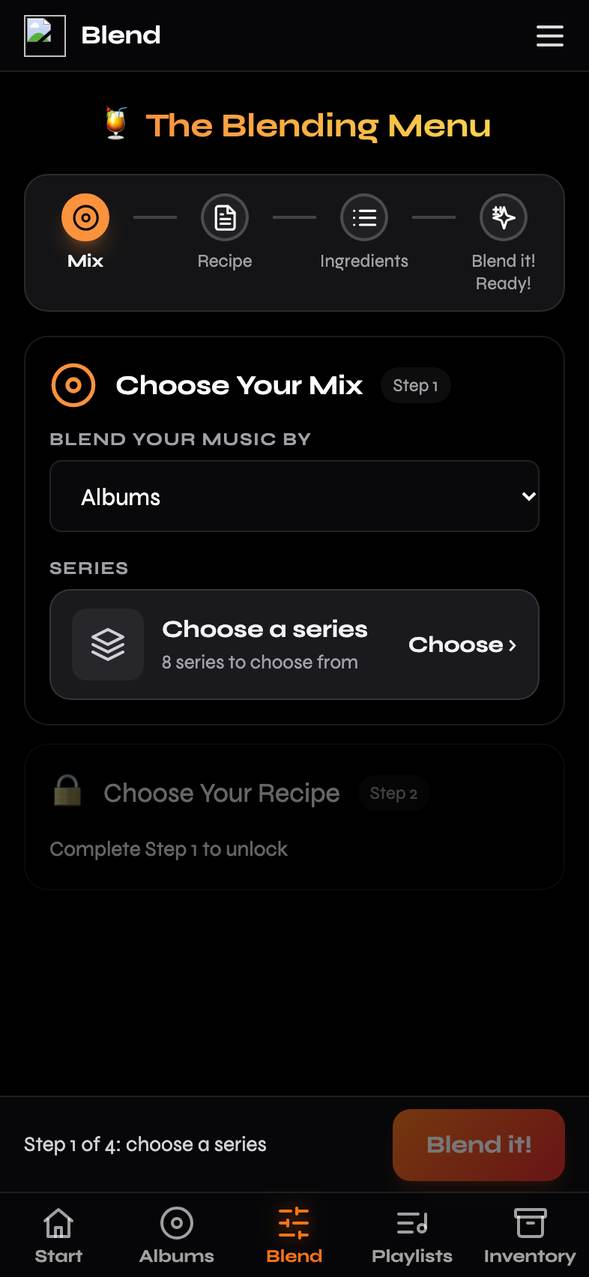 Blend
The Blending Menu
Mix
Recipe
Ingredients
Blend it!
Ready!
Choose Your Mix
Step 1
BLEND YOUR MUSIC BY
Albums
SERIES
Choose a series
8 series to choose from
Choose ›
Choose Your Recipe
Step 2
Complete Step 1 to unlock
Step 1 of 4: choose a series
Blend it!
Start
Albums
Blend
Playlists
Inventory